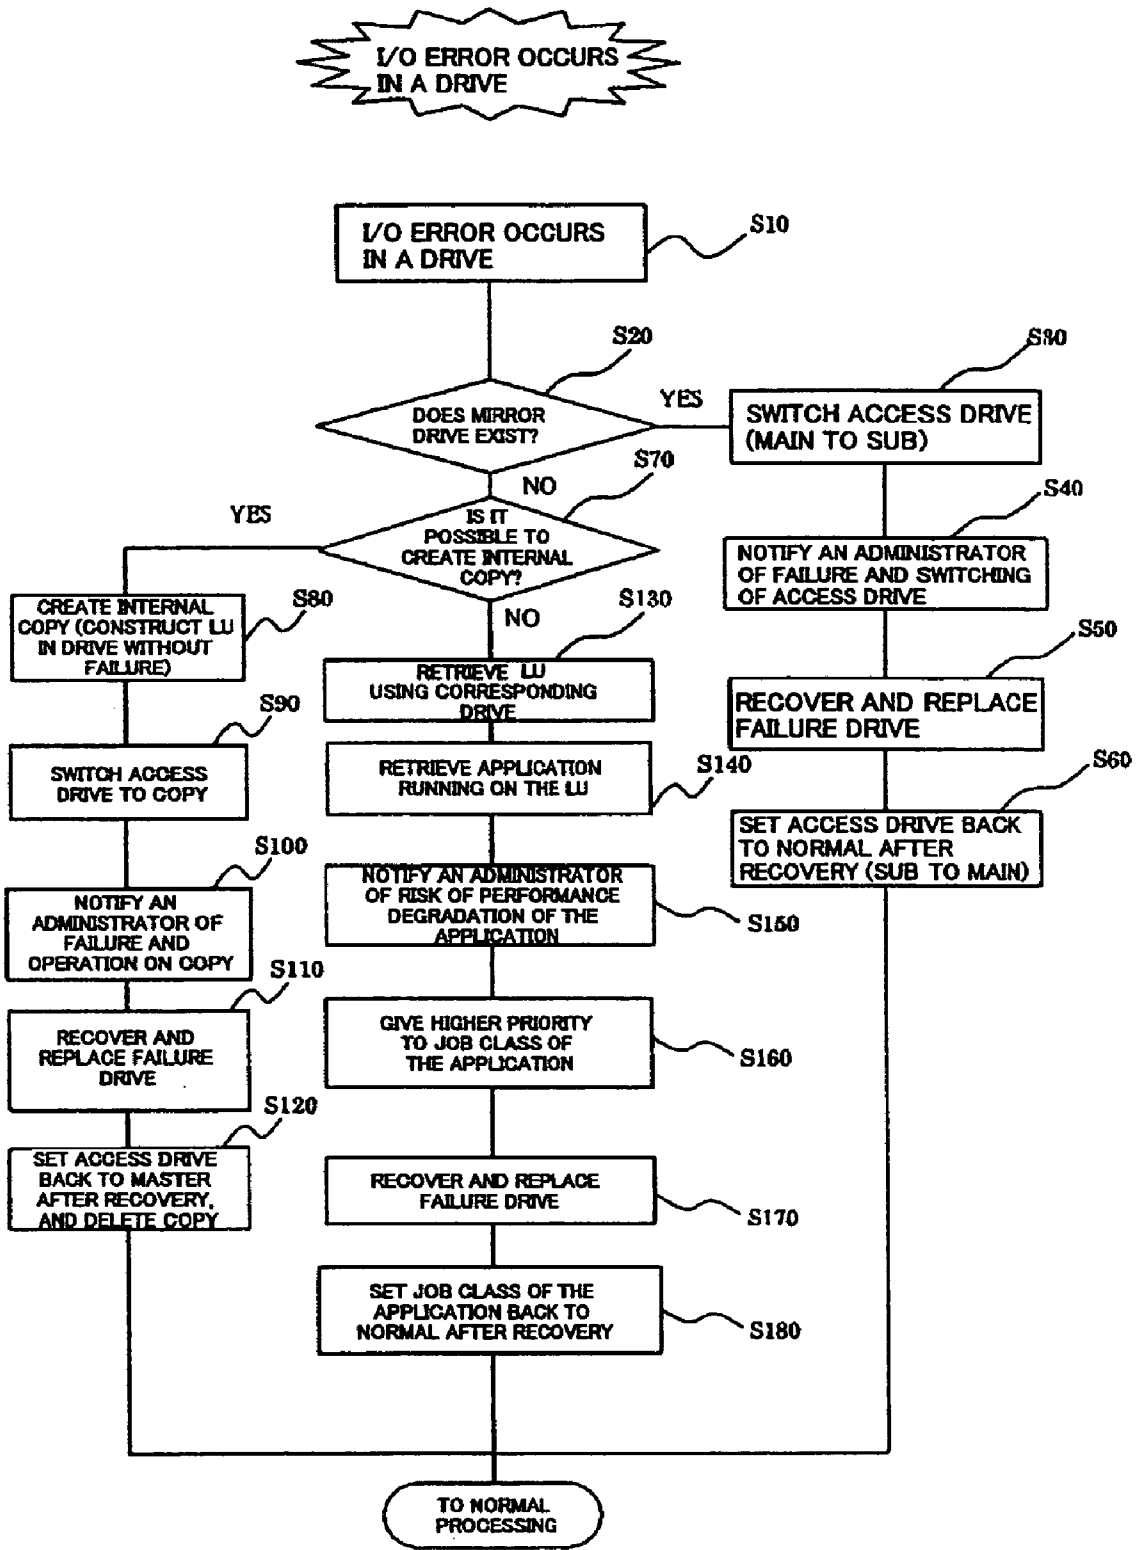 I/O ERROR OCCURS
IN A DRIVE
I/O ERROR OCCURS
IN A DRIVE
S10
S20
DOES MIRROR
DRIVE EXIST?
YES
NO
S30
SWITCH ACCESS DRIVE
(MAIN TO SUB)
S40
NOTIFY AN ADMINISTRATOR
OF FAILURE AND SWITCHING
OF ACCESS DRIVE
S50
RECOVER AND REPLACE
FAILURE DRIVE
S60
SET ACCESS DRIVE BACK
TO NORMAL AFTER
RECOVERY (SUB TO MAIN)
S70
IS IT
POSSIBLE TO
CREATE INTERNAL
COPY?
YES
NO
S80
CREATE INTERNAL
COPY (CONSTRUCT LU
IN DRIVE WITHOUT
FAILURE)
S90
SWITCH ACCESS
DRIVE TO COPY
S100
NOTIFY AN
ADMINISTRATOR OF
FAILURE AND
OPERATION ON COPY
S110
RECOVER AND
REPLACE FAILURE
DRIVE
S120
SET ACCESS DRIVE
BACK TO MASTER
AFTER RECOVERY,
AND DELETE COPY
S130
RETRIEVE LU
USING CORRESPONDING
DRIVE
S140
RETRIEVE APPLICATION
RUNNING ON THE LU
S150
NOTIFY AN ADMINISTRATOR
OF RISK OF PERFORMANCE
DEGRADATION OF THE
APPLICATION
S160
GIVE HIGHER PRIORITY
TO JOB CLASS OF
THE APPLICATION
S170
RECOVER AND REPLACE
FAILURE DRIVE
S180
SET JOB CLASS OF THE
APPLICATION BACK TO
NORMAL AFTER RECOVERY
TO NORMAL
PROCESSING